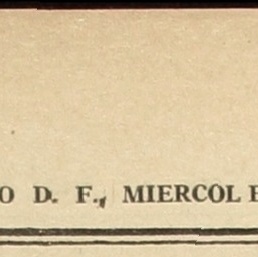 O D. F., MIERCOL